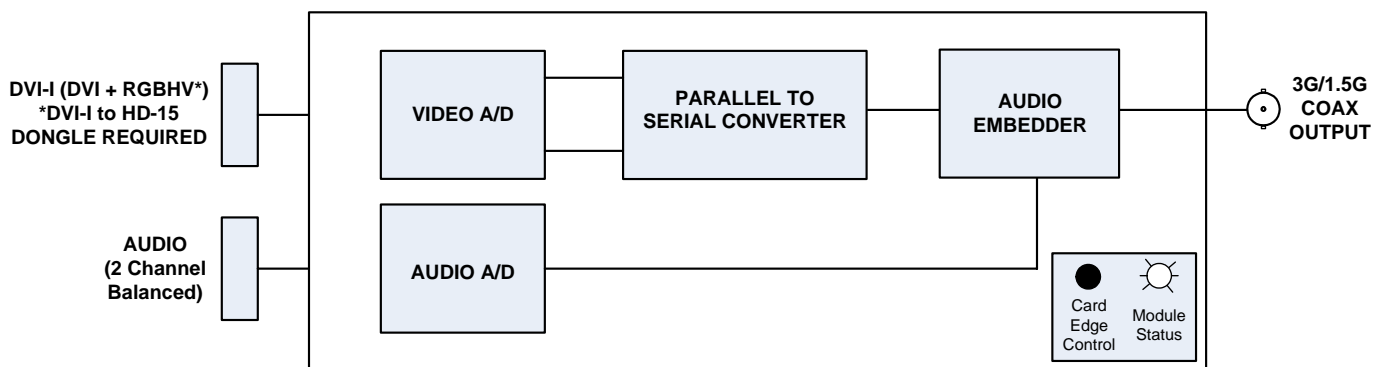 DVI-I (DVI + RGBHV*)
*DVI-I to HD-15
DONGLE REQUIRED
VIDEO A/D
PARALLEL TO
SERIAL CONVERTER
AUDIO
EMBEDDER
3G/1.5G
COAX
OUTPUT
AUDIO
(2 Channel
Balanced)
AUDIO A/D
Card
Edge
Control
Module
Status